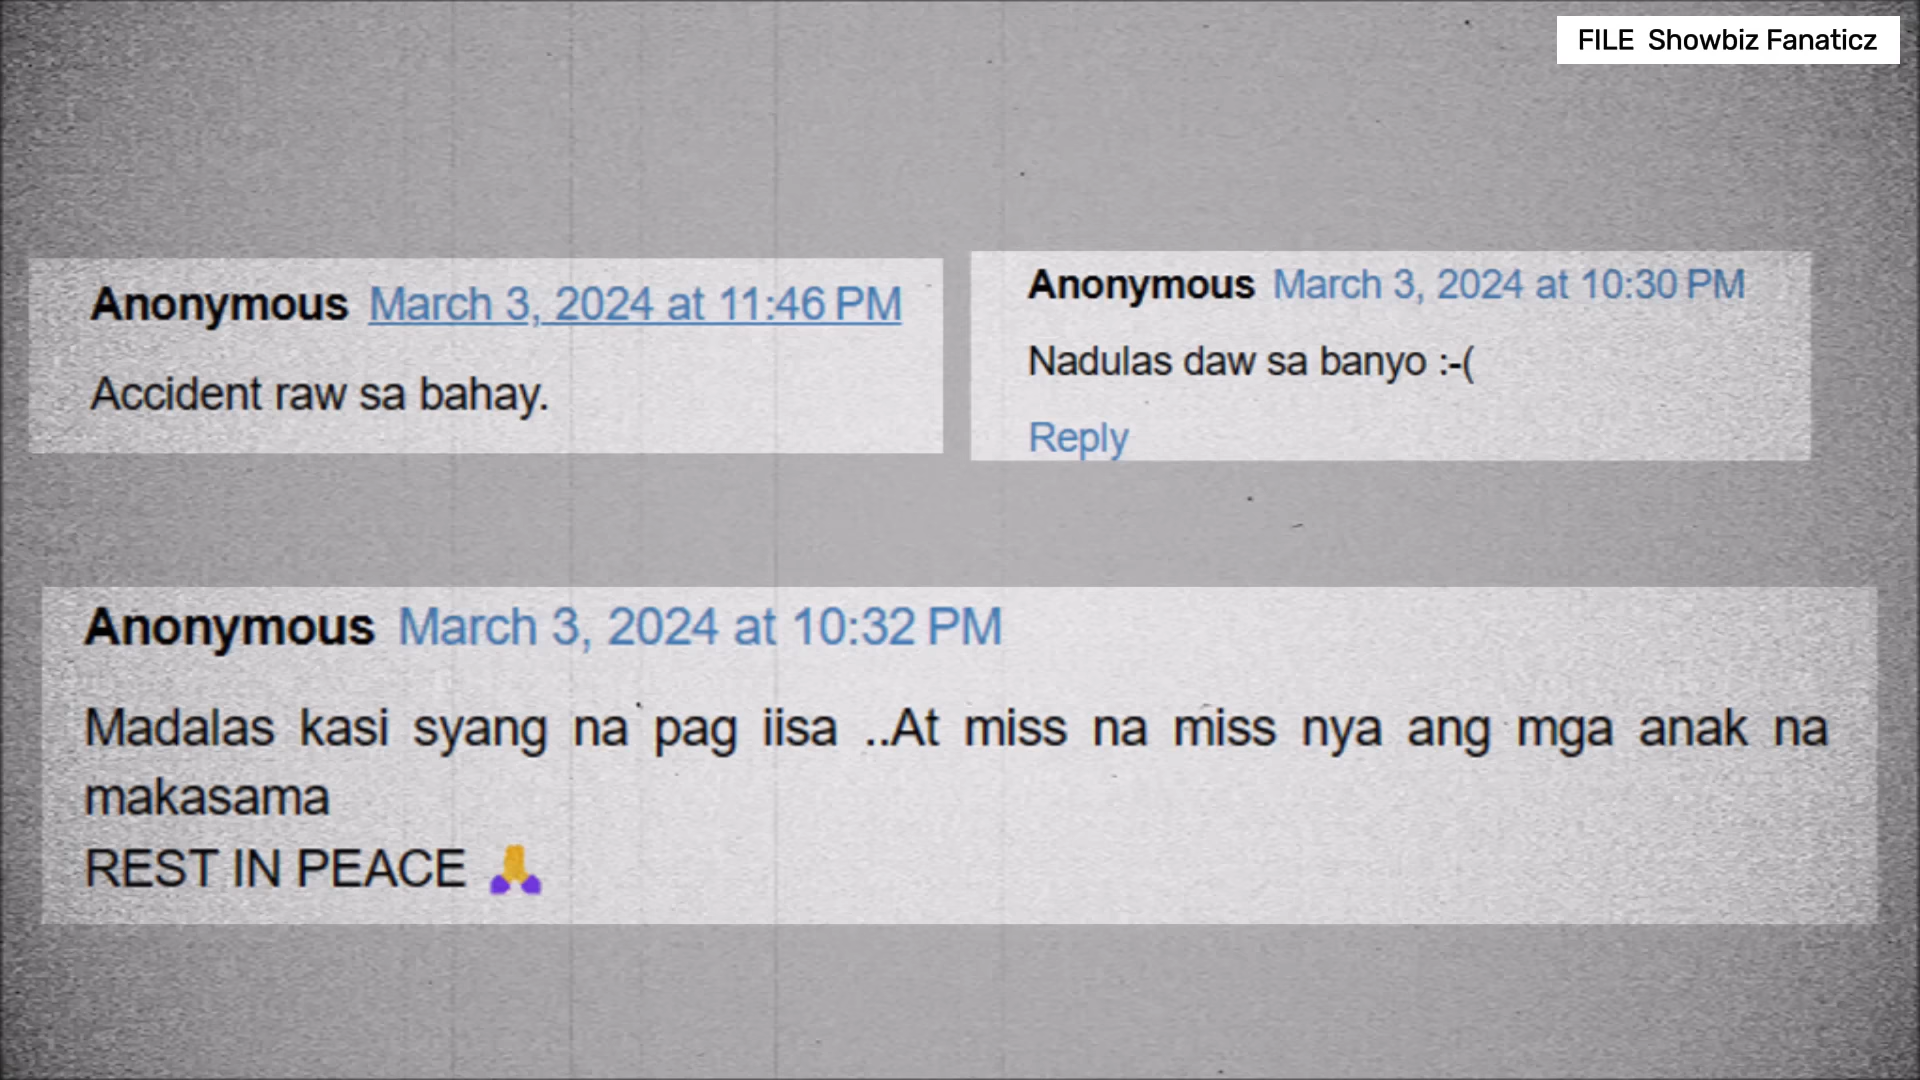 FILE Showbiz Fanaticz
Anonymous March 3, 2024 at 11:46 PM
Accident raw sa bahay.
Anonymous March 3, 2024 at 10:30 PM
Nadulas daw sa banyo :-(
Reply
Anonymous March 3, 2024 at 10:32 PM
Madalas kasi syang na pag iisa ..At miss na miss nya ang mga anak na
makasama
REST IN PEACE 🙏